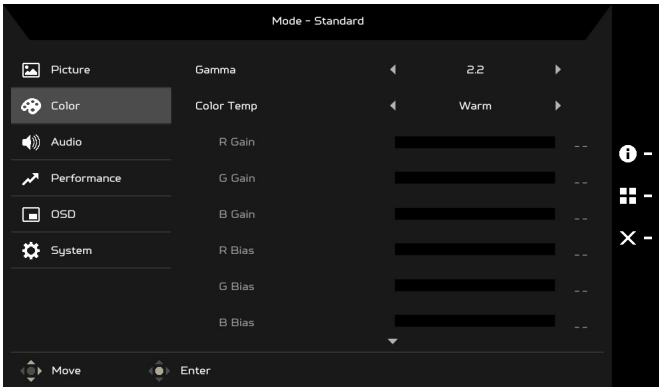 Mode - Standard
Picture
Gamma 2.2
Color
Color Temp Warm
Audio
R Gain --
Performance
G Gain --
OSD
B Gain --
System
R Bias --
G Bias --
B Bias --
Move Enter